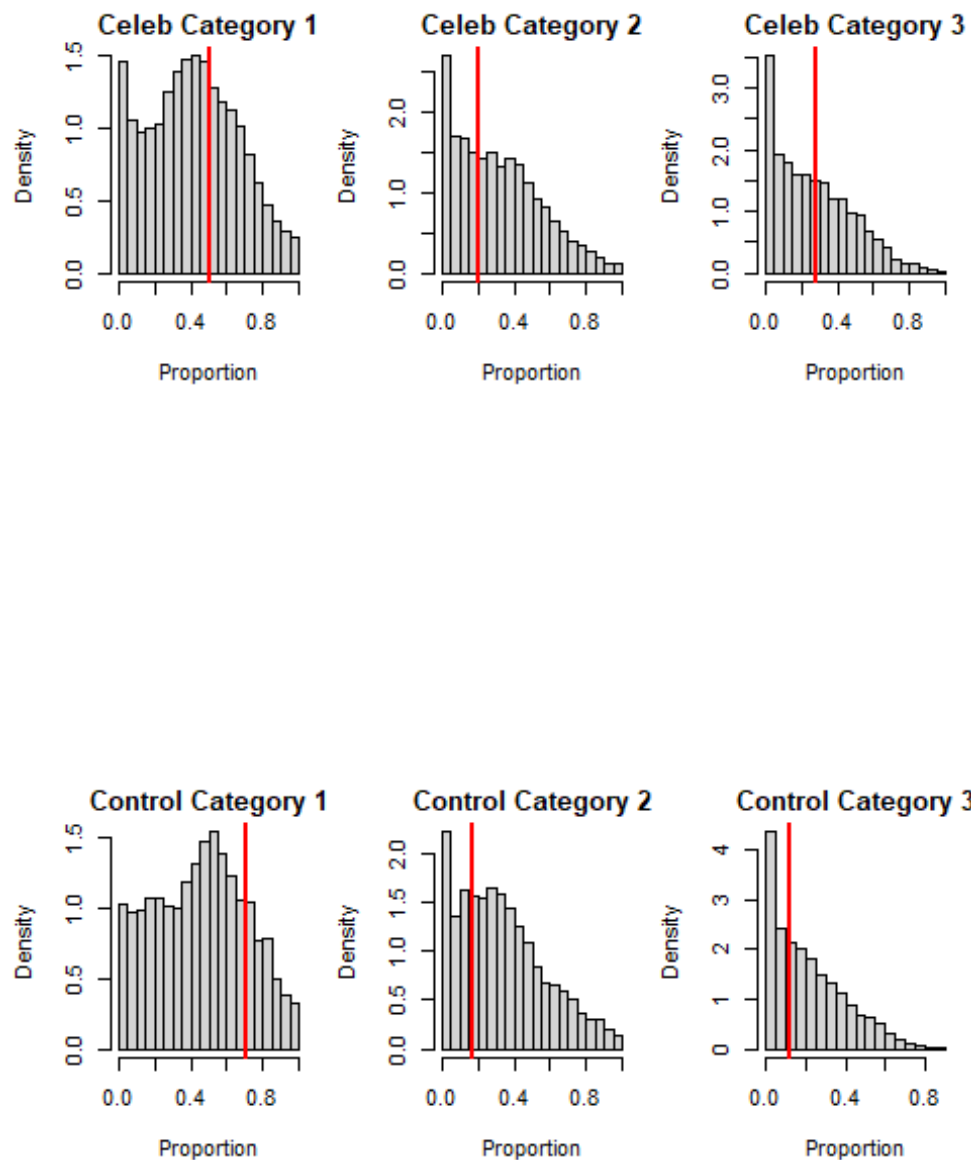 Celeb Category 1
Celeb Category 2
Celeb Category 3
Density
0.0 0.5 1.0 1.5
Density
0.0 1.0 2.0
Density
0.0 1.0 2.0 3.0
0.0 0.4 0.8
0.0 0.4 0.8
0.0 0.4 0.8
Proportion
Proportion
Proportion
Control Category 1
Control Category 2
Control Category 3
Density
0.0 0.5 1.0 1.5
Density
0.0 0.5 1.0 1.5 2.0
Density
0 1 2 3 4
0.0 0.4 0.8
0.0 0.4 0.8
0.0 0.4 0.8
Proportion
Proportion
Proportion